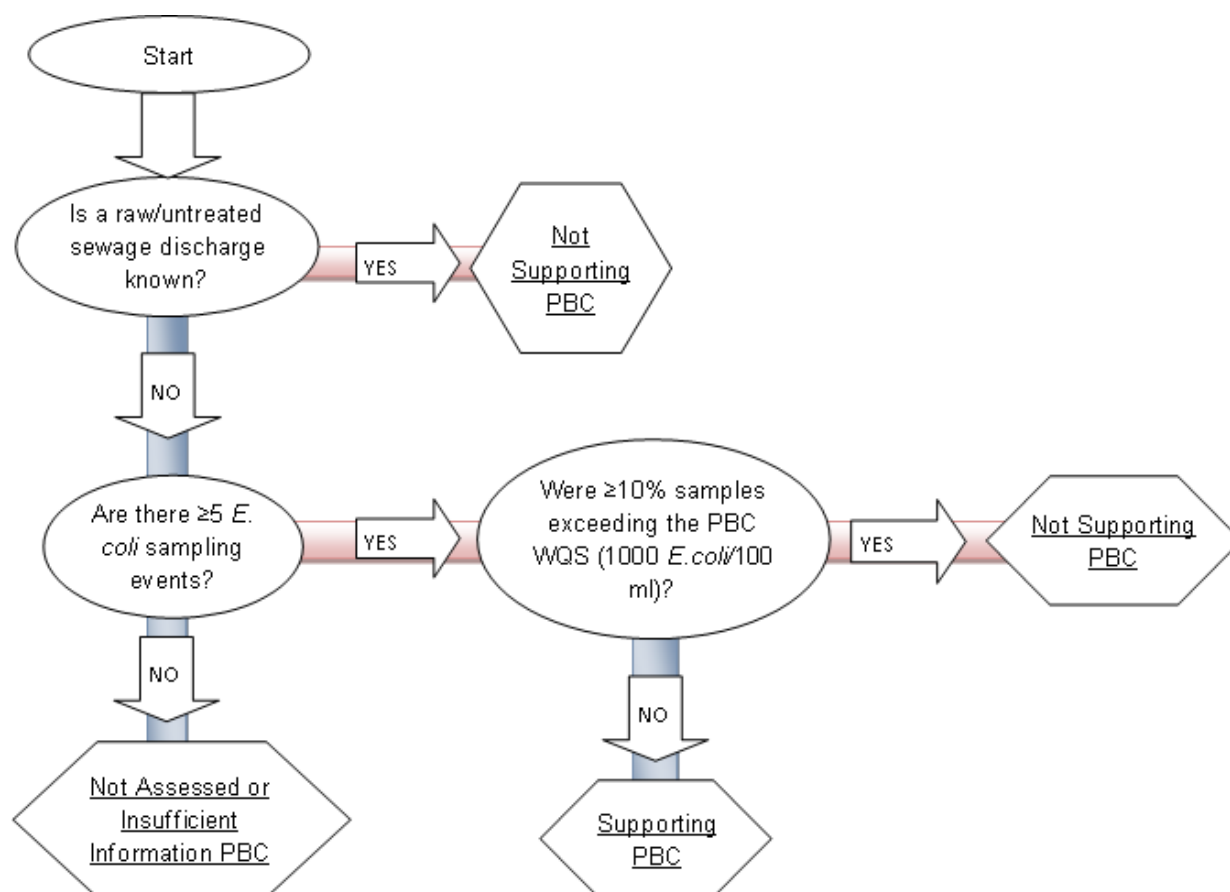 Start
Is a raw/untreated
sewage discharge
known?
YES
Not
Supporting
PBC
NO
Are there ≥5 E.
coli sampling
events?
YES
Were ≥10% samples
exceeding the PBC
WQS (1000 E.coli/100
ml)?
YES
Not Supporting
PBC
NO
Not Assessed or
Insufficient
Information PBC
NO
Supporting
PBC